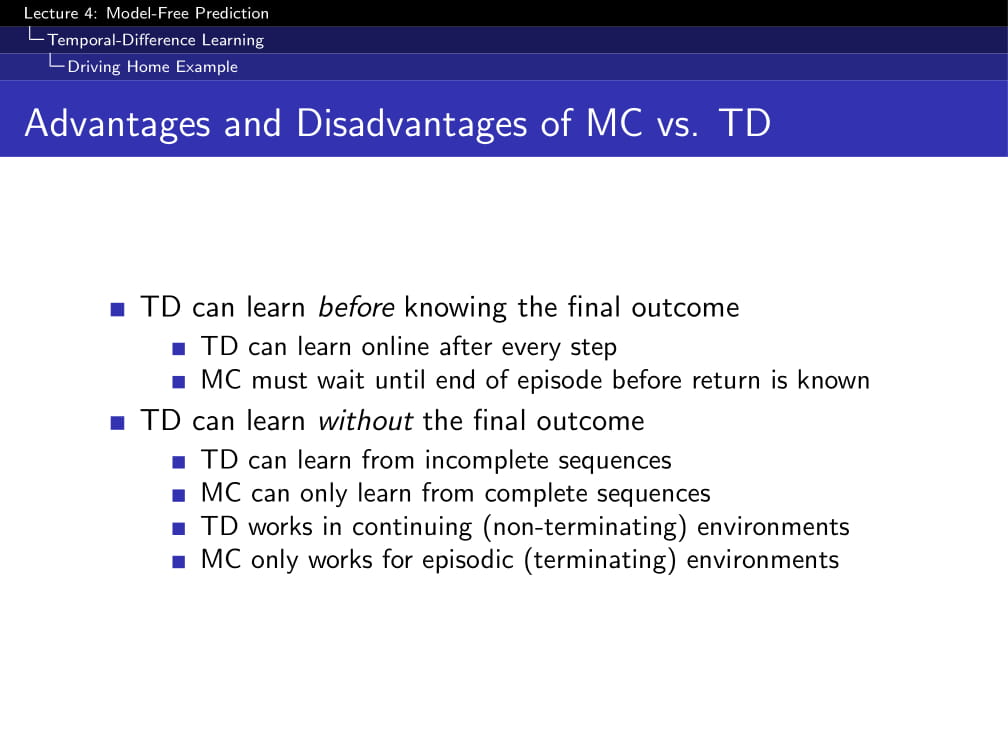 Lecture 4: Model-Free Prediction
Temporal-Difference Learning
Driving Home Example
Advantages and Disadvantages of MC vs. TD
TD can learn before knowing the final outcome
TD can learn online after every step
MC must wait until end of episode before return is known
TD can learn without the final outcome
TD can learn from incomplete sequences
MC can only learn from complete sequences
TD works in continuing (non-terminating) environments
MC only works for episodic (terminating) environments